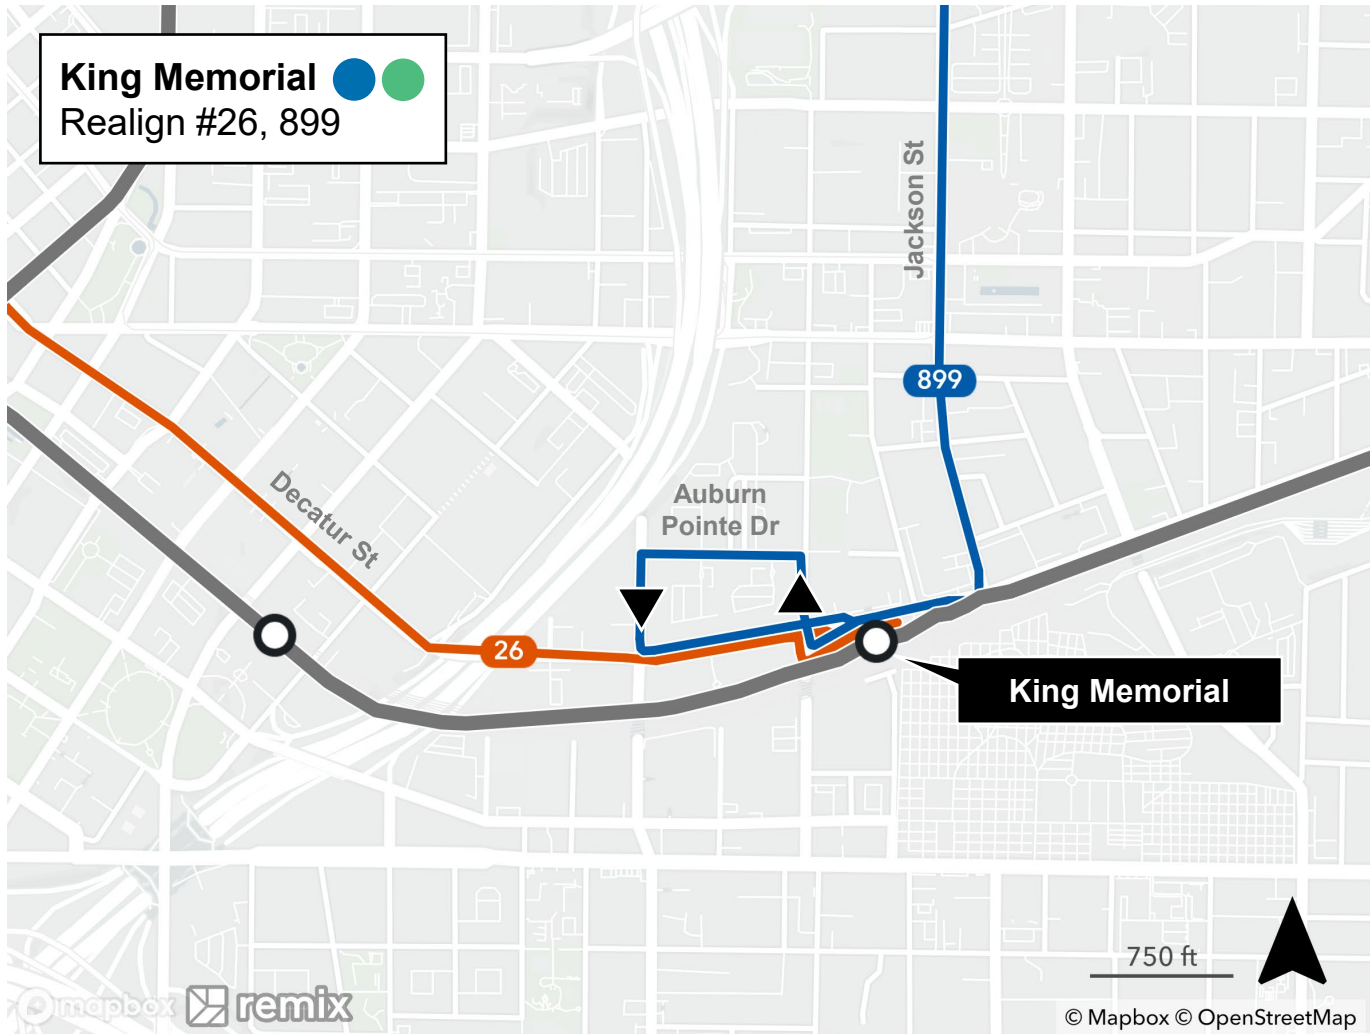 King Memorial
Realign #26, 899
Jackson St
899
Decatur St
Auburn
Pointe Dr
26
King Memorial
750 ft
mapbox remix
© Mapbox © OpenStreetMap